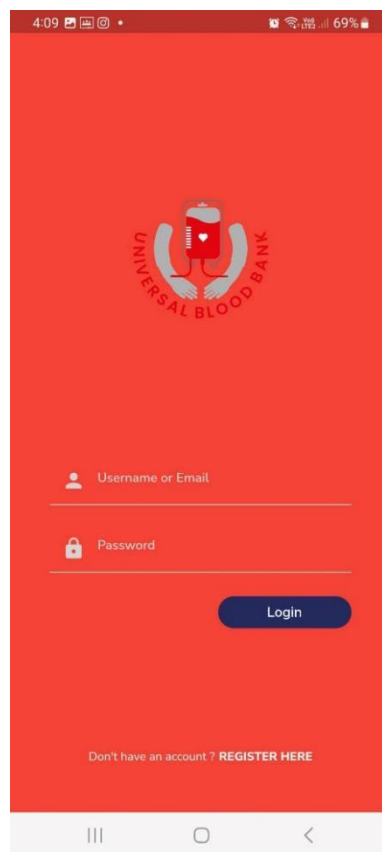 4:09 69%
UNIVERSAL BLOOD BANK
Username or Email
Password
Login
Don't have an account ? REGISTER HERE